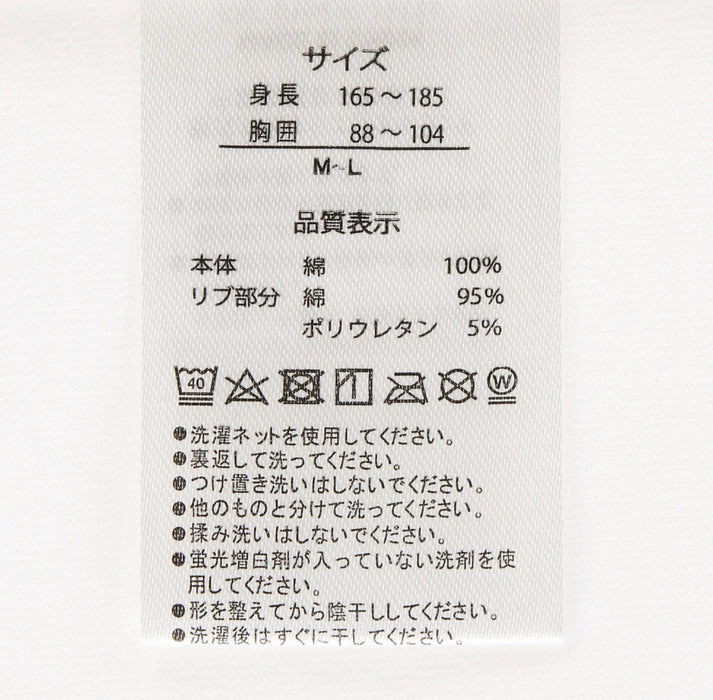 サイズ
身長 165～185
胸囲 88～104
M~L
品質表示
本体 綿 100%
リブ部分 綿 95%
ポリウレタン 5%
40 W
●洗濯ネットを使用してください。
●裏返して洗ってください。
●つけ置き洗いはしないでください。
●他のものと分けて洗ってください。
●揉み洗いはしないでください。
●蛍光増白剤が入っていない洗剤を使
用してください。
●形を整えてから陰干ししてください。
●洗濯後はすぐに干してください。